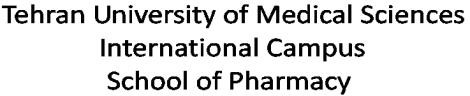 Tehran University of Medical Sciences
International Campus
School of Pharmacy